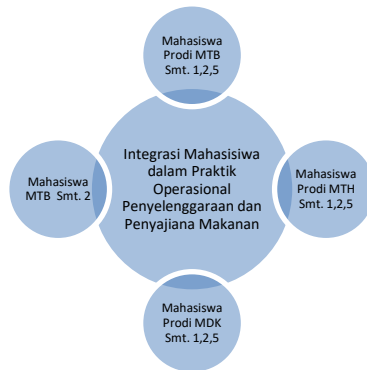 Mahasiswa
Prodi MTB
Smt. 1,2,5
Integrasi Mahasisiwa
dalam Praktik
Operasional
Penyelenggaraan dan
Penyajiana Makanan
Mahasiswa
MTB Smt. 2
Mahasiswa
Prodi MTH
Smt. 1,2,5
Mahasiswa
Prodi MDK
Smt. 1,2,5